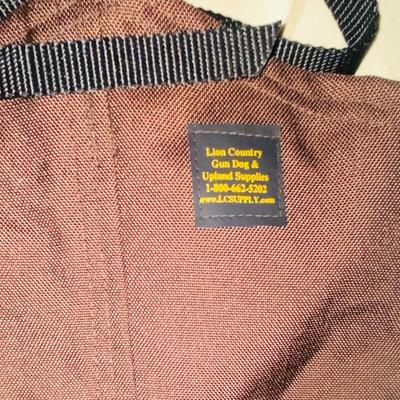 Lion Country
Gun Dog &
Upland Supplies
1-800-662-5202
www.LCSUPPLY.com